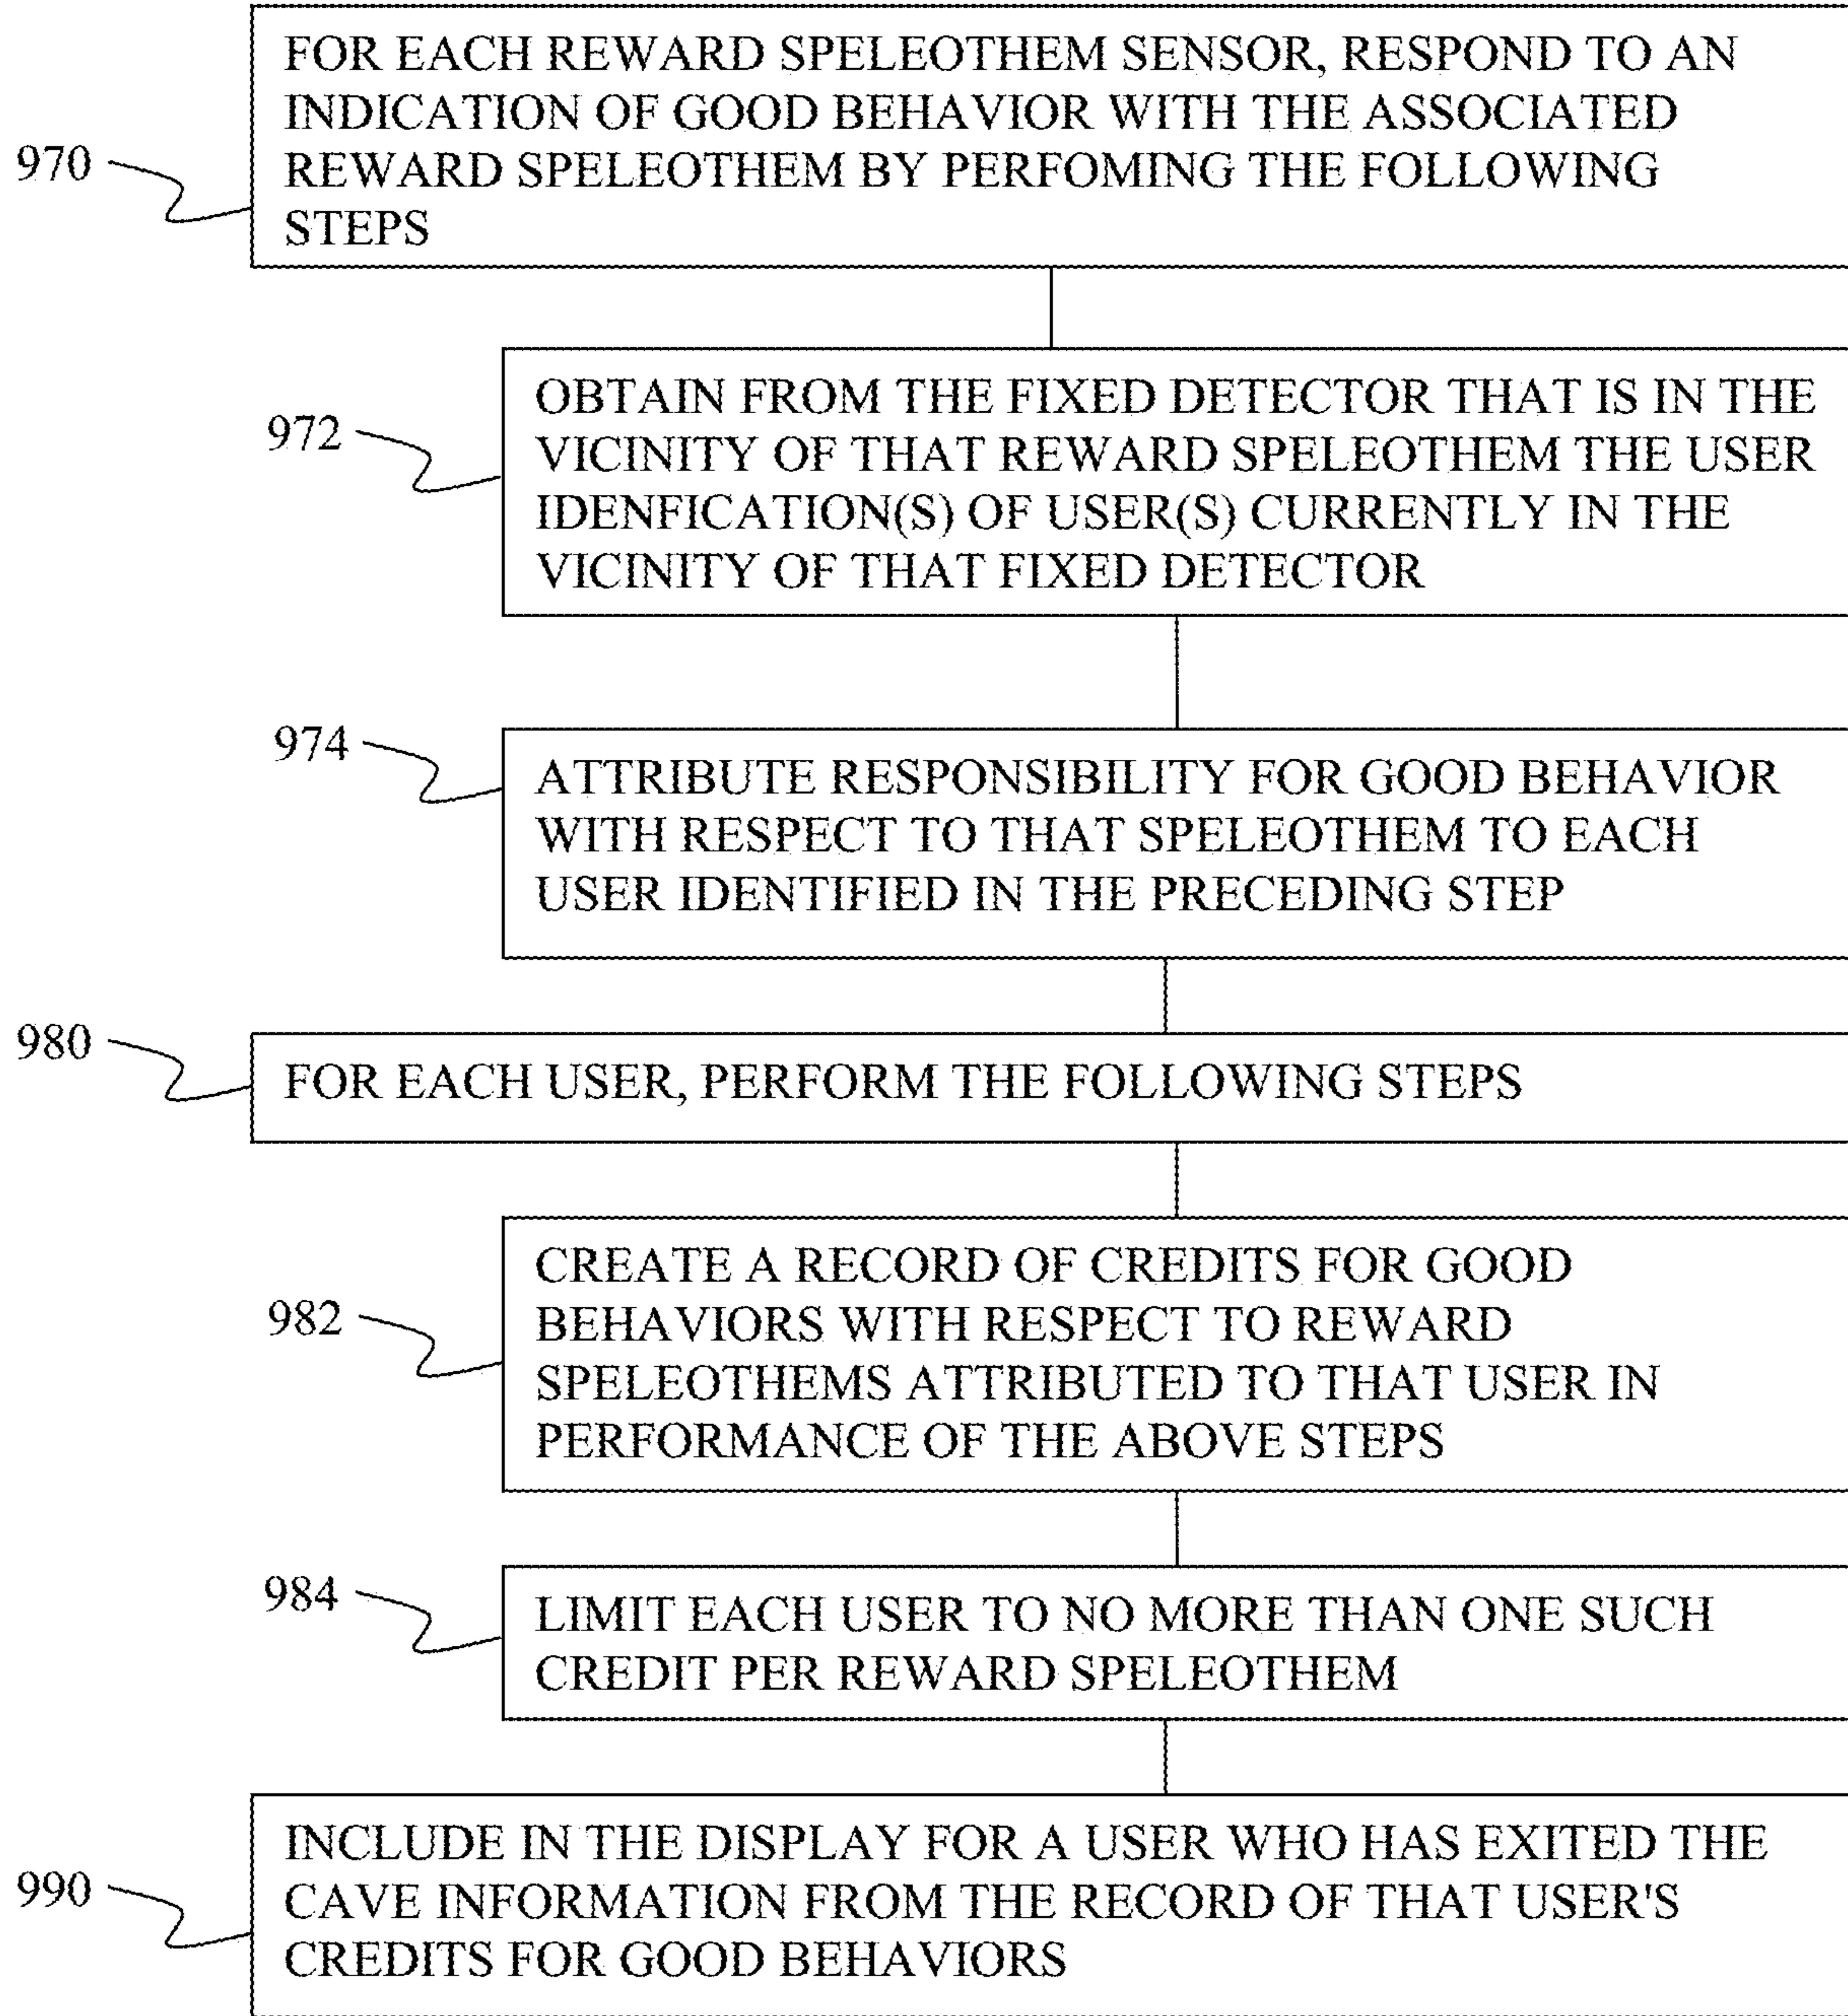 FOR EACH REWARD SPELEOTHEM SENSOR, RESPOND TO AN
INDICATION OF GOOD BEHAVIOR WITH THE ASSOCIATED
970
REWARD SPELEOTHEM BY PERFOMING THE FOLLOWING
STEPS
OBTAIN FROM THE FIXED DETECTOR THAT IS IN THE
972
VICINITY OF THAT REWARD SPELEOTHEM THE USER
IDENFICATION(S) OF USER(S) CURRENTLY IN THE
VICINITY OF THAT FIXED DETECTOR
974
ATTRIBUTE RESPONSIBILITY FOR GOOD BEHAVIOR
WITH RESPECT TO THAT SPELEOTHEM TO EACH
USER IDENTIFIED IN THE PRECEDING STEP
980
FOR EACH USER, PERFORM THE FOLLOWING STEPS
CREATE A RECORD OF CREDITS FOR GOOD
982
BEHAVIORS WITH RESPECT TO REWARD
SPELEOTHEMS ATTRIBUTED TO THAT USER IN
PERFORMANCE OF THE ABOVE STEPS
984
LIMIT EACH USER TO NO MORE THAN ONE SUCH
CREDIT PER REWARD SPELEOTHEM
INCLUDE IN THE DISPLAY FOR A USER WHO HAS EXITED THE
990
CAVE INFORMATION FROM THE RECORD OF THAT USER'S
CREDITS FOR GOOD BEHAVIORS